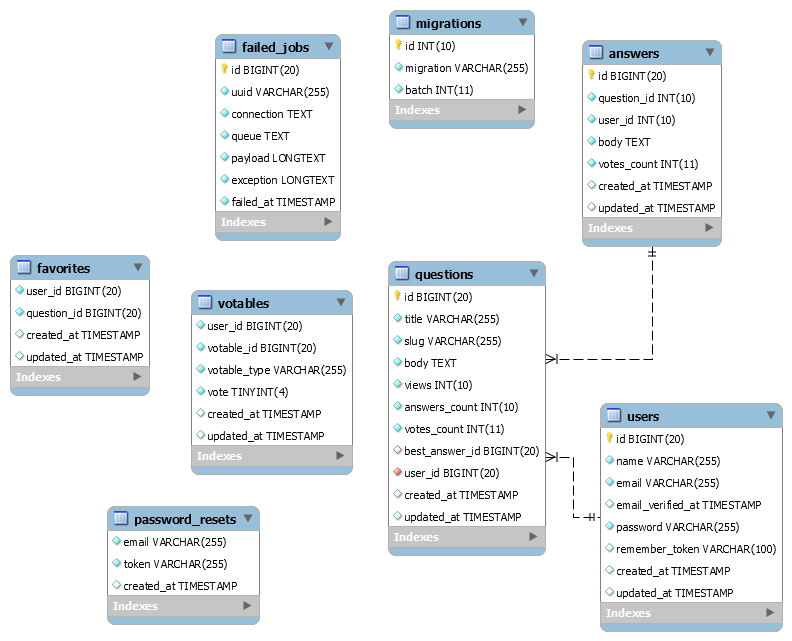 failed_jobs
id BIGINT(20)
uuid VARCHAR(255)
connection TEXT
queue TEXT
payload LONGTEXT
exception LONGTEXT
failed_at TIMESTAMP
Indexes
migrations
id INT(10)
migration VARCHAR(255)
batch INT(11)
Indexes
answers
id BIGINT(20)
question_id INT(10)
user_id INT(10)
body TEXT
votes_count INT(11)
created_at TIMESTAMP
updated_at TIMESTAMP
Indexes
favorites
user_id BIGINT(20)
question_id BIGINT(20)
created_at TIMESTAMP
updated_at TIMESTAMP
Indexes
votables
user_id BIGINT(20)
votable_id BIGINT(20)
votable_type VARCHAR(255)
vote TINYINT(4)
created_at TIMESTAMP
updated_at TIMESTAMP
Indexes
questions
id BIGINT(20)
title VARCHAR(255)
slug VARCHAR(255)
body TEXT
views INT(10)
answers_count INT(10)
votes_count INT(11)
best_answer_id BIGINT(20)
user_id BIGINT(20)
created_at TIMESTAMP
updated_at TIMESTAMP
Indexes
users
id BIGINT(20)
name VARCHAR(255)
email VARCHAR(255)
email_verified_at TIMESTAMP
password VARCHAR(255)
remember_token VARCHAR(100)
created_at TIMESTAMP
updated_at TIMESTAMP
Indexes
password_resets
email VARCHAR(255)
token VARCHAR(255)
created_at TIMESTAMP
Indexes